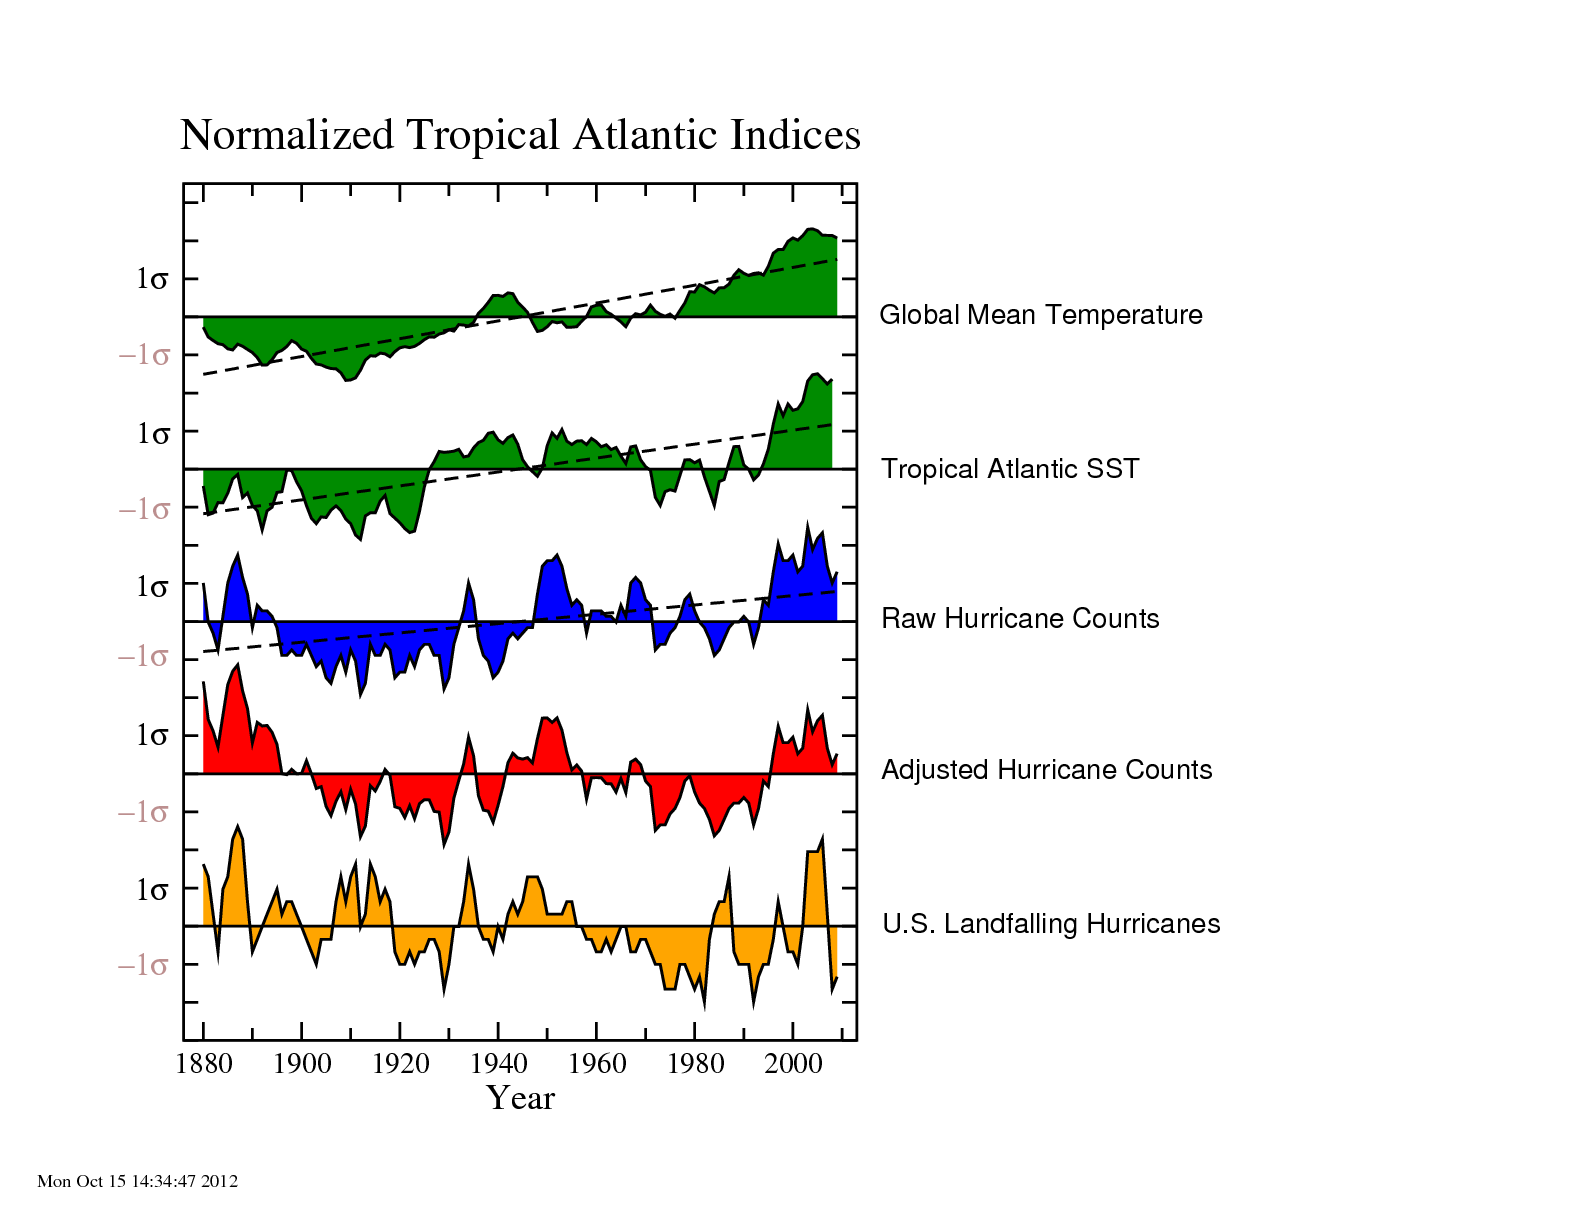 Normalized Tropical Atlantic Indices
1σ
Global Mean Temperature
−1σ
1σ
Tropical Atlantic SST
−1σ
1σ
Raw Hurricane Counts
−1σ
1σ
Adjusted Hurricane Counts
−1σ
1σ
U.S. Landfalling Hurricanes
−1σ
1880 1900 1920 1940 1960 1980 2000
Year
Mon Oct 15 14:34:47 2012